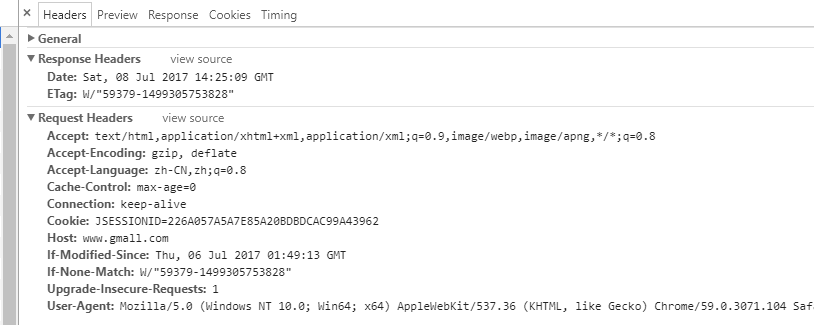 × Headers Preview Response Cookies Timing
General
Response Headers view source
Date: Sat, 08 Jul 2017 14:25:09 GMT
ETag: W/"59379-1499305753828"
Request Headers view source
Accept: text/html,application/xhtml+xml,application/xml;q=0.9,image/webp,image/apng,*/*;q=0.8
Accept-Encoding: gzip, deflate
Accept-Language: zh-CN,zh;q=0.8
Cache-Control: max-age=0
Connection: keep-alive
Cookie: JSESSIONID=226A057A5A7E85A20BDBDCAC99A43962
Host: www.gmall.com
If-Modified-Since: Thu, 06 Jul 2017 01:49:13 GMT
If-None-Match: W/"59379-1499305753828"
Upgrade-Insecure-Requests: 1
User-Agent: Mozilla/5.0 (Windows NT 10.0; Win64; x64) AppleWebKit/537.36 (KHTML, like Gecko) Chrome/59.0.3071.104 Saf